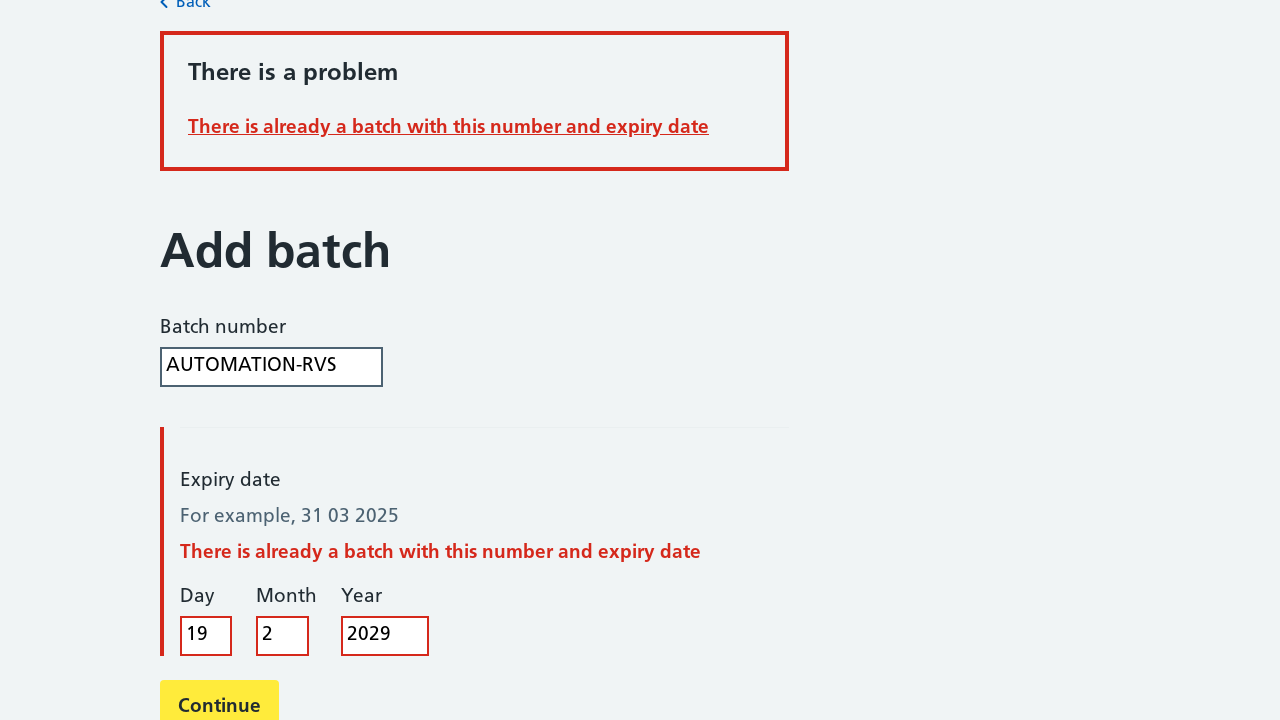 Back
There is a problem
There is already a batch with this number and expiry date
Add batch
Batch number
AUTOMATION-RVS
Expiry date
For example, 31 03 2025
There is already a batch with this number and expiry date
Day Month Year
19 2 2029
Continue